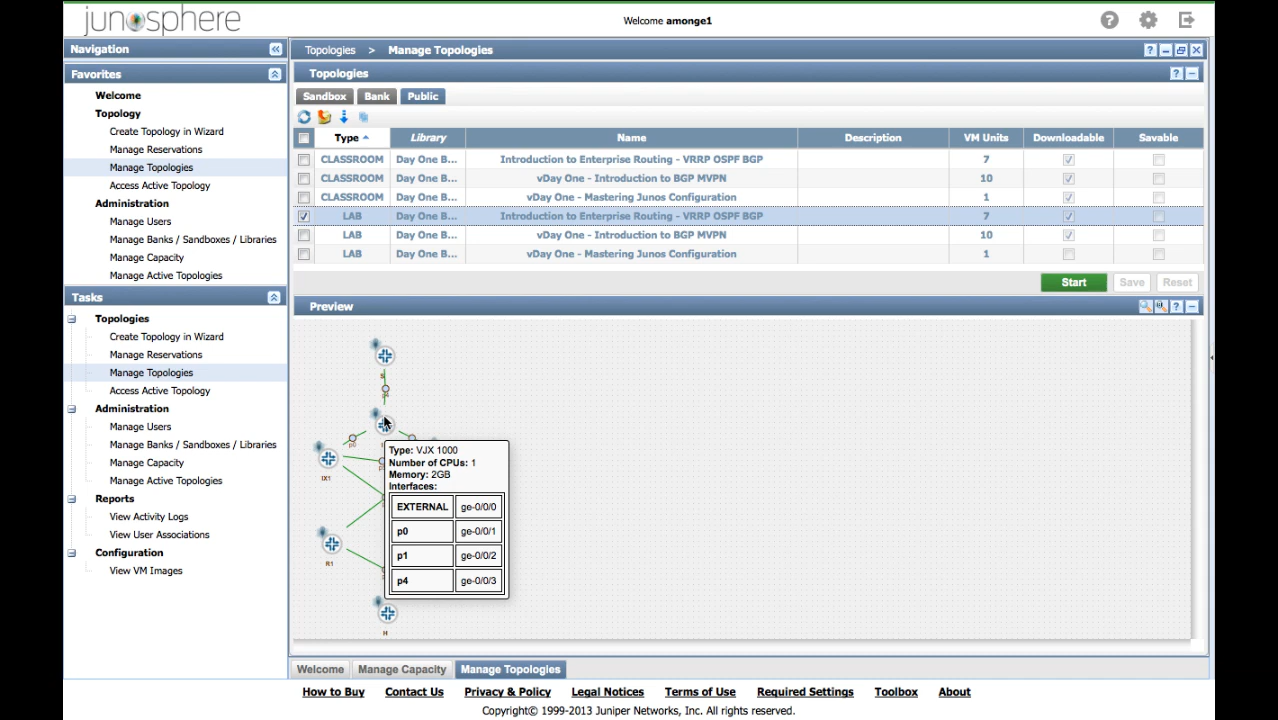 junosphere
Welcome amonge1
Navigation
Favorites
Welcome
Topology
Create Topology in Wizard
Manage Reservations
Manage Topologies
Access Active Topology
Administration
Manage Users
Manage Banks / Sandboxes / Libraries
Manage Capacity
Manage Active Topologies
Tasks
Topologies
Create Topology in Wizard
Manage Reservations
Manage Topologies
Access Active Topology
Administration
Manage Users
Manage Banks / Sandboxes / Libraries
Manage Capacity
Manage Active Topologies
Reports
View Activity Logs
View User Associations
Configuration
View VM Images
Topologies > Manage Topologies
Topologies
Sandbox Bank Public
Type Library Name Description VM Units Downloadable Savable
CLASSROOM Day One B... Introduction to Enterprise Routing - VRRP OSPF BGP 7
CLASSROOM Day One B... vDay One - Introduction to BGP MVPN 10
CLASSROOM Day One B... vDay One - Mastering Junos Configuration 1
LAB Day One B... Introduction to Enterprise Routing - VRRP OSPF BGP 7
LAB Day One B... vDay One - Introduction to BGP MVPN 10
LAB Day One B... vDay One - Mastering Junos Configuration 1
Start Save Reset
Preview
p4
p0
IX1
R1
H
Type: VJX 1000
Number of CPUs: 1
Memory: 2GB
Interfaces:
EXTERNAL ge-0/0/0
p0 ge-0/0/1
p1 ge-0/0/2
p4 ge-0/0/3
Welcome Manage Capacity Manage Topologies
How to Buy Contact Us Privacy & Policy Legal Notices Terms of Use Required Settings Toolbox About
Copyright© 1999-2013 Juniper Networks, Inc. All rights reserved.